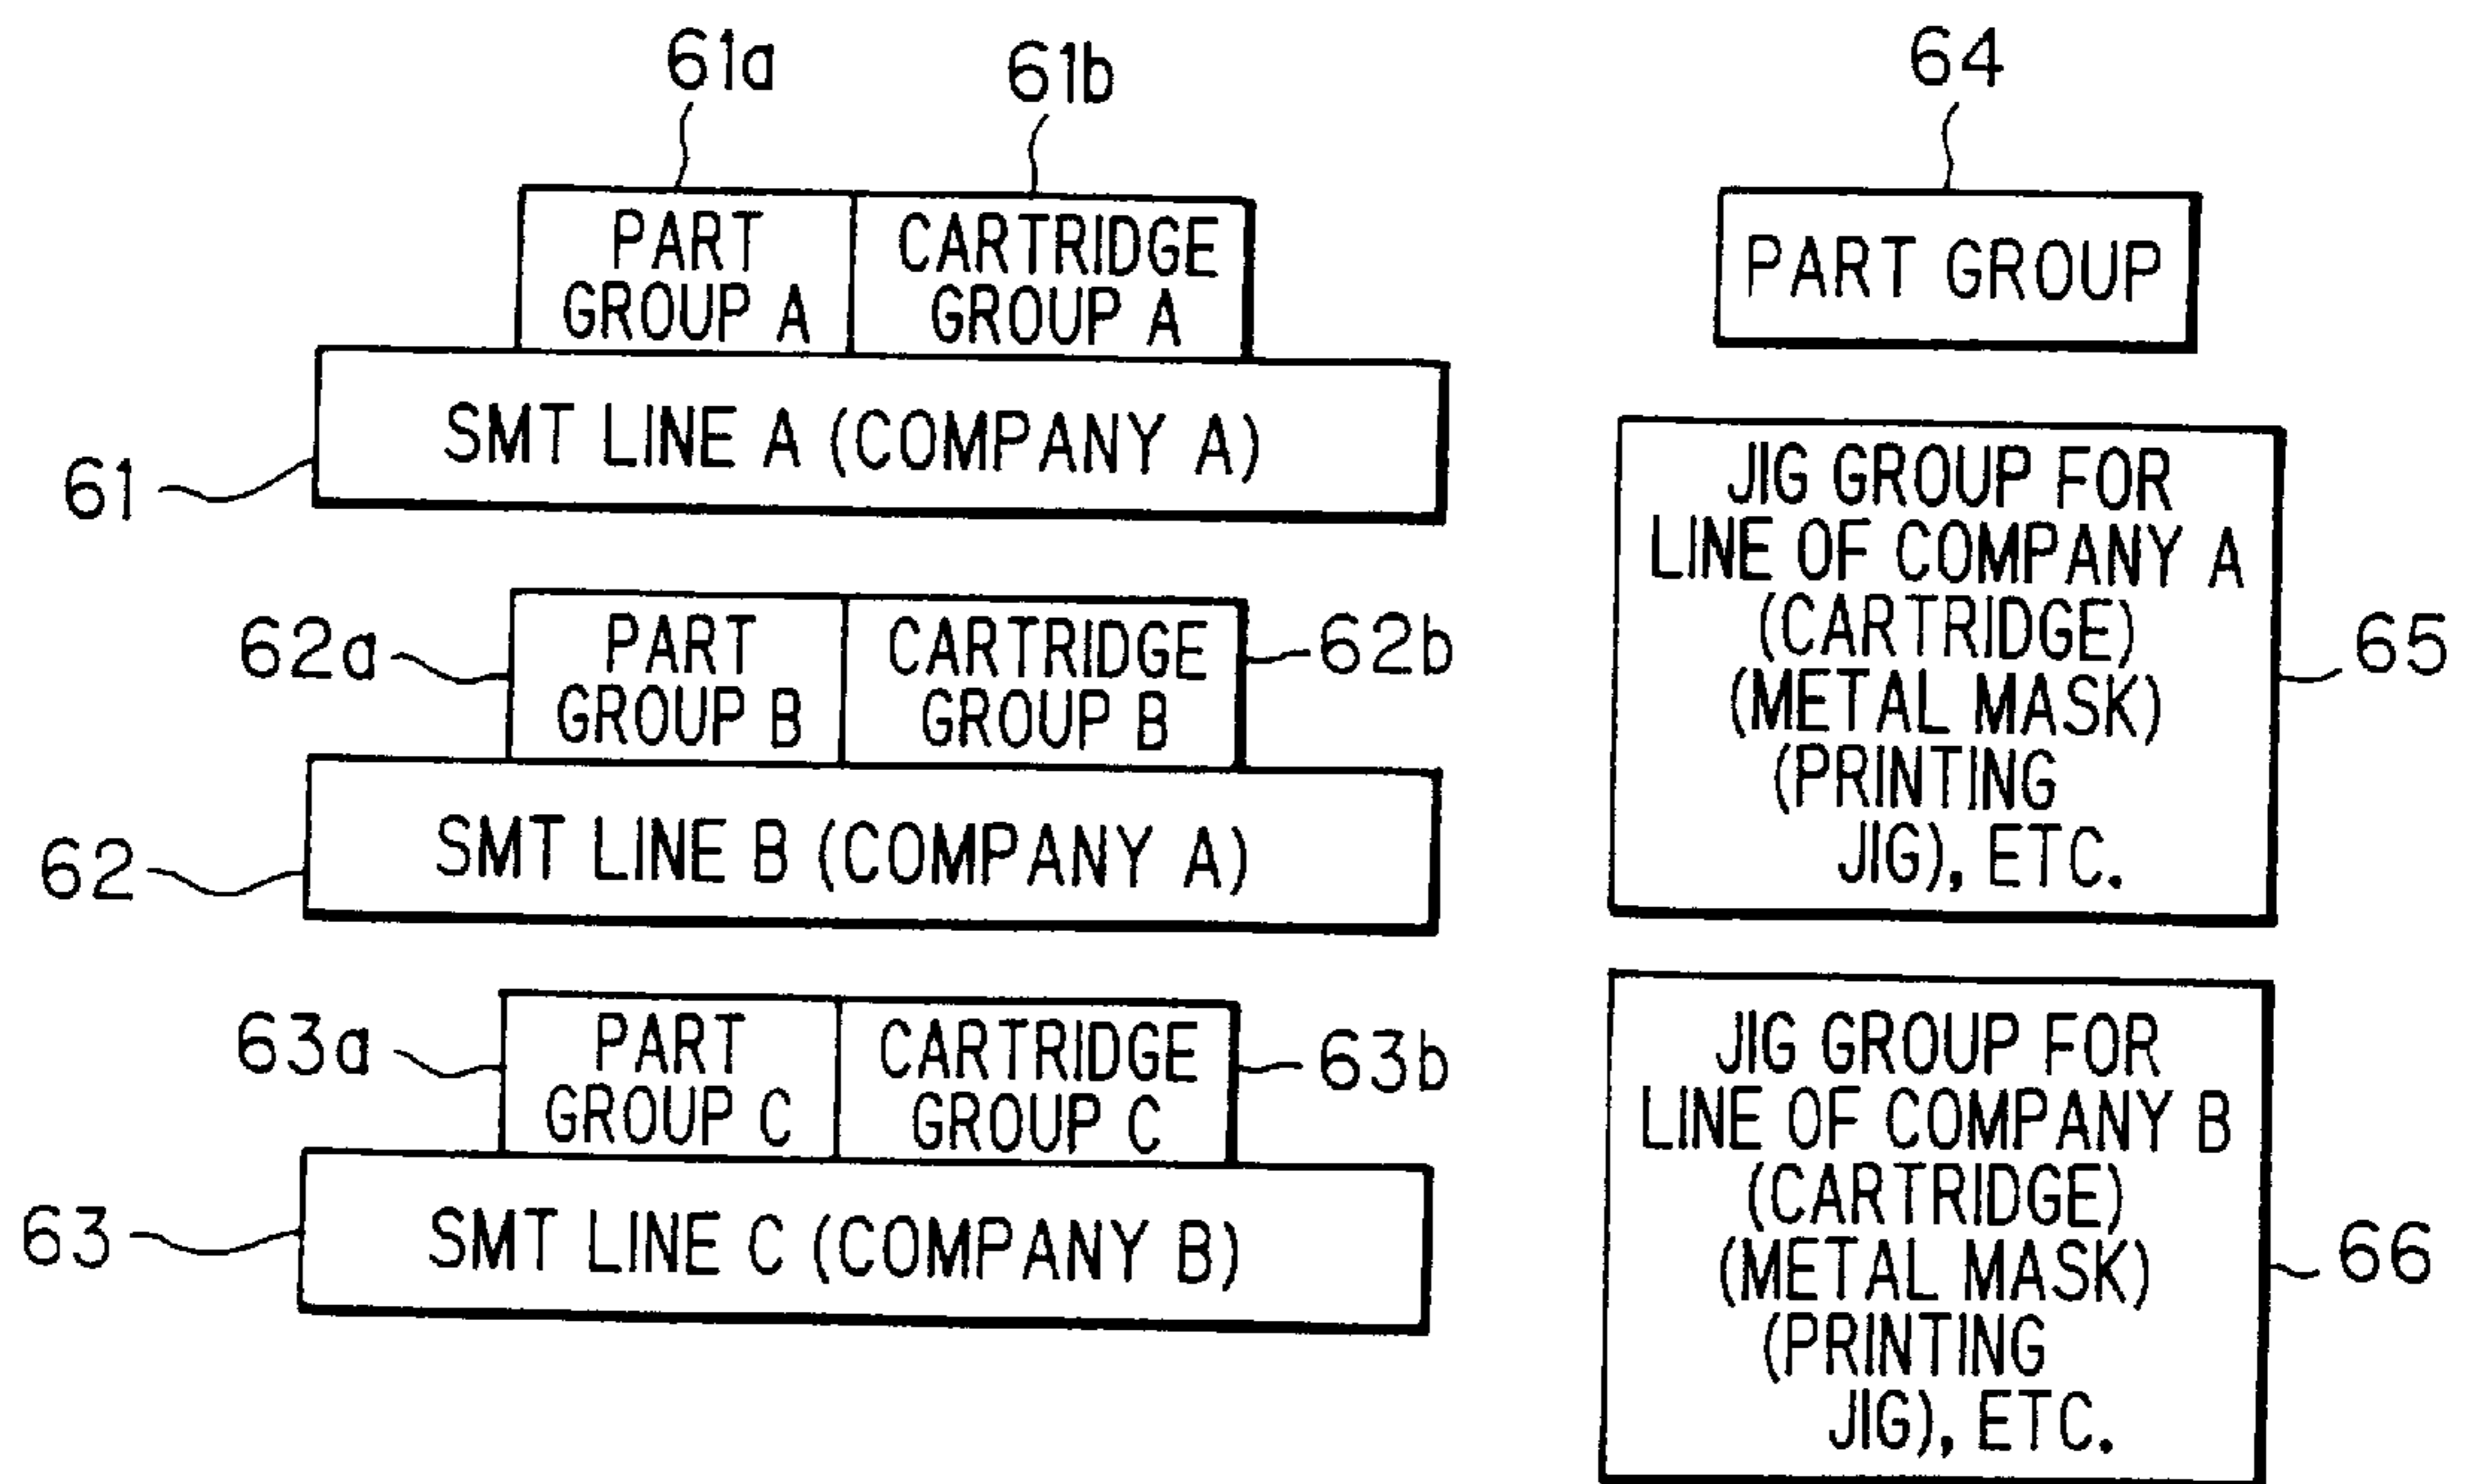 61a
61b
PART
GROUP A
CARTRIDGE
GROUP A
SMT LINE A (COMPANY A)
61
62a
PART
GROUP B
CARTRIDGE
GROUP B
62b
SMT LINE B (COMPANY A)
62
63a
PART
GROUP C
CARTRIDGE
GROUP C
63b
SMT LINE C (COMPANY B)
63
64
PART GROUP
JIG GROUP FOR
LINE OF COMPANY A
(CARTRIDGE)
(METAL MASK)
(PRINTING
JIG), ETC.
65
JIG GROUP FOR
LINE OF COMPANY B
(CARTRIDGE)
(METAL MASK)
(PRINTING
JIG), ETC.
66